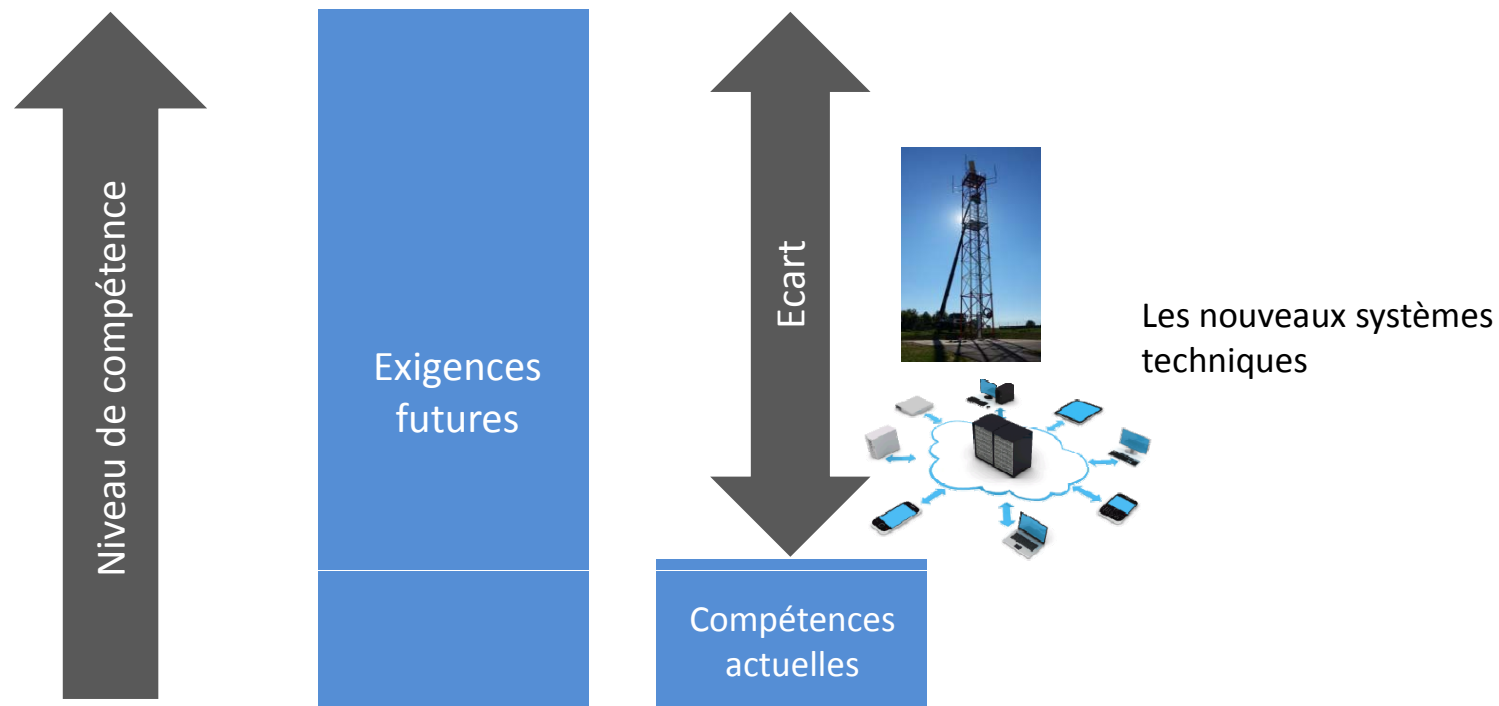 Niveau de compétence
Exigences
futures
Ecart
Les nouveaux systèmes
techniques
Compétences
actuelles